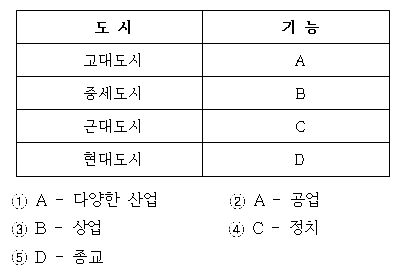 도 시 기 능
고대도시 A
중세도시 B
근대도시 C
현대도시 D
① A - 다양한 산업 ② A - 공업
③ B - 상업 ④ C - 정치
⑤ D - 종교